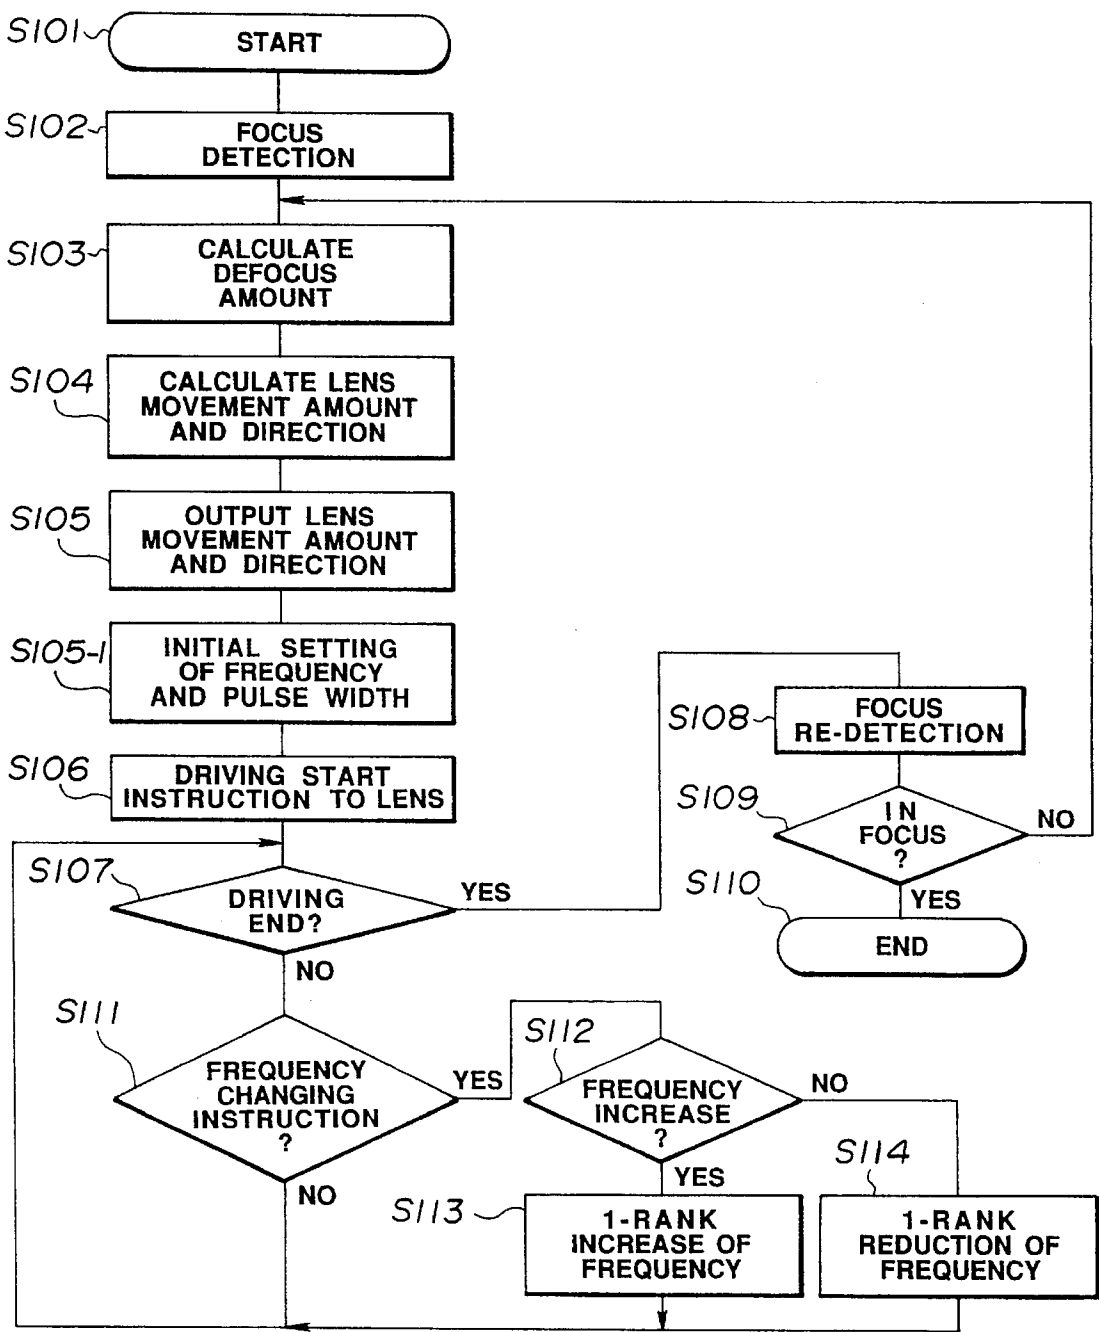 S101
START
S102
FOCUS
DETECTION
S103
CALCULATE
DEFOCUS
AMOUNT
S104
CALCULATE LENS
MOVEMENT AMOUNT
AND DIRECTION
S105
OUTPUT LENS
MOVEMENT AMOUNT
AND DIRECTION
S105-1
INITIAL SETTING
OF FREQUENCY
AND PULSE WIDTH
S106
DRIVING START
INSTRUCTION TO LENS
S107
DRIVING
END?
YES
NO
S108
FOCUS
RE-DETECTION
S109
IN
FOCUS
?
NO
YES
S110
END
S111
FREQUENCY
CHANGING
INSTRUCTION
?
YES
NO
S112
FREQUENCY
INCREASE
?
NO
YES
S113
1-RANK
INCREASE OF
FREQUENCY
S114
1-RANK
REDUCTION OF
FREQUENCY